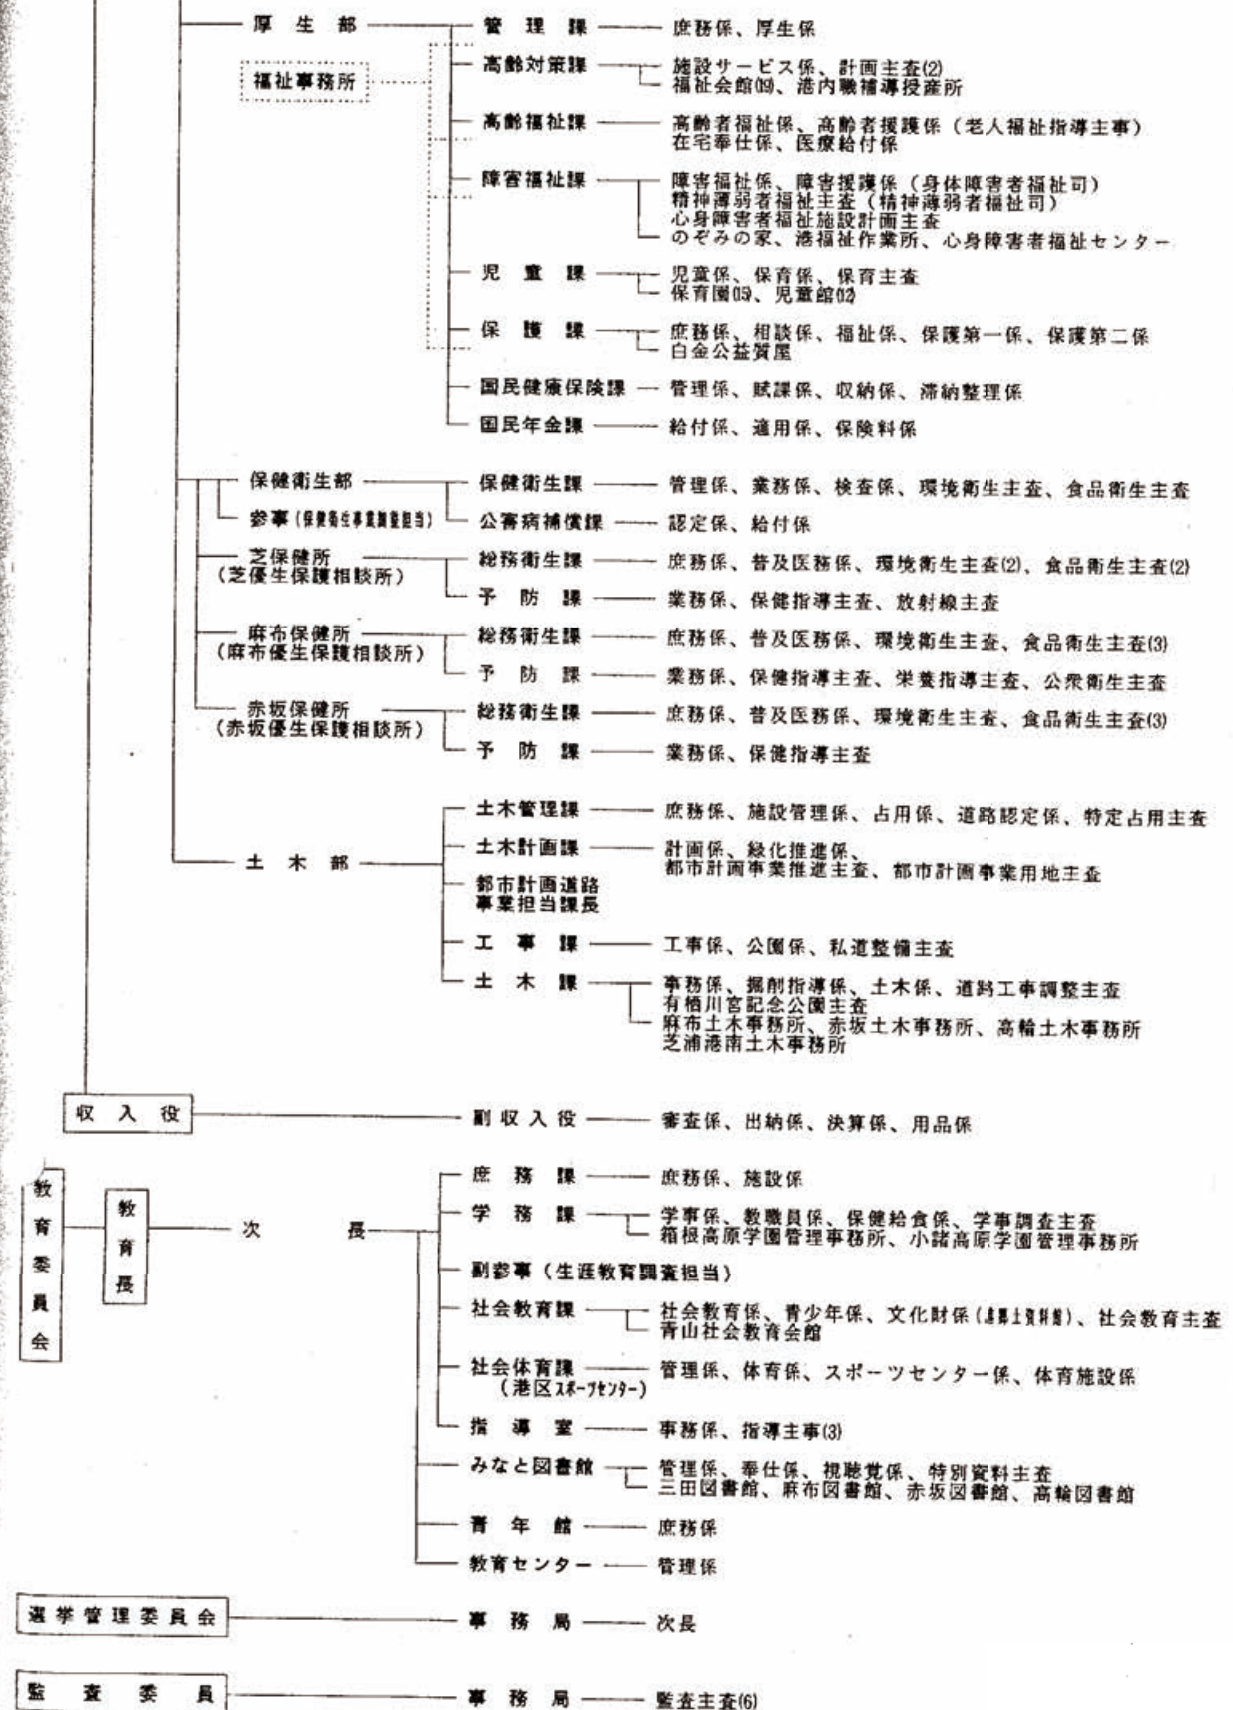 厚生部 管理課 庶務係、厚生係
福祉事務所
高齢対策課 施設サービス係、計画主査(2)
福祉会館(19)、港内職補導授産所
高齢福祉課 高齢者福祉係、高齢者援護係(老人福祉指導主事)
在宅奉仕係、医療給付係
障害福祉課 障害福祉係、障害援護係(身体障害者福祉司)
精神薄弱者福祉主査(精神薄弱者福祉司)
心身障害者福祉施設計画主査
のぞみの家、港福祉作業所、心身障害者福祉センター
児童課 児童係、保育係、保育主査
保育園(15)、児童館(12)
保護課 庶務係、相談係、福祉係、保護第一係、保護第二係
白金公益質屋
国民健康保険課 管理係、賦課係、収納係、滞納整理係
国民年金課 給付係、適用係、保険料係
保健衛生部 保健衛生課 管理係、業務係、検査係、環境衛生主査、食品衛生主査
参事(保健衛生事業調整担当) 公害病補償課 認定係、給付係
芝保健所 総務衛生課 庶務係、普及医務係、環境衛生主査(2)、食品衛生主査(2)
(芝優生保護相談所)
予防課 業務係、保健指導主査、放射線主査
麻布保健所 総務衛生課 庶務係、普及医務係、環境衛生主査、食品衛生主査(3)
(麻布優生保護相談所)
予防課 業務係、保健指導主査、栄養指導主査、公衆衛生主査
赤坂保健所 総務衛生課 庶務係、普及医務係、環境衛生主査、食品衛生主査(3)
(赤坂優生保護相談所)
予防課 業務係、保健指導主査
土木部
土木管理課 庶務係、施設管理係、占用係、道路認定係、特定占用主査
土木計画課 計画係、緑化推進係、
都市計画事業推進主査、都市計画事業用地主査
都市計画道路
事業担当課長
工事課 工事係、公園係、私道整備主査
土木課 事務係、掘削指導係、土木係、道路工事調整主査
有栖川宮記念公園主査
麻布土木事務所、赤坂土木事務所、高輪土木事務所
芝浦港南土木事務所
収入役 副収入役 審査係、出納係、決算係、用品係
教育委員会 教育長 次長
庶務課 庶務係、施設係
学務課 学事係、教職員係、保健給食係、学事調査主査
箱根高原学園管理事務所、小諸高原学園管理事務所
副参事(生涯教育調査担当)
社会教育課 社会教育係、青少年係、文化財係(港郷土資料館)、社会教育主査
青山社会教育会館
社会体育課 管理係、体育係、スポーツセンター係、体育施設係
(港区スポーツセンター)
指導室 事務係、指導主事(3)
みなと図書館 管理係、奉仕係、視聴覚係、特別資料主査
三田図書館、麻布図書館、赤坂図書館、高輪図書館
青年館 庶務係
教育センター 管理係
選挙管理委員会 事務局 次長
監査委員 事務局 監査主査(6)